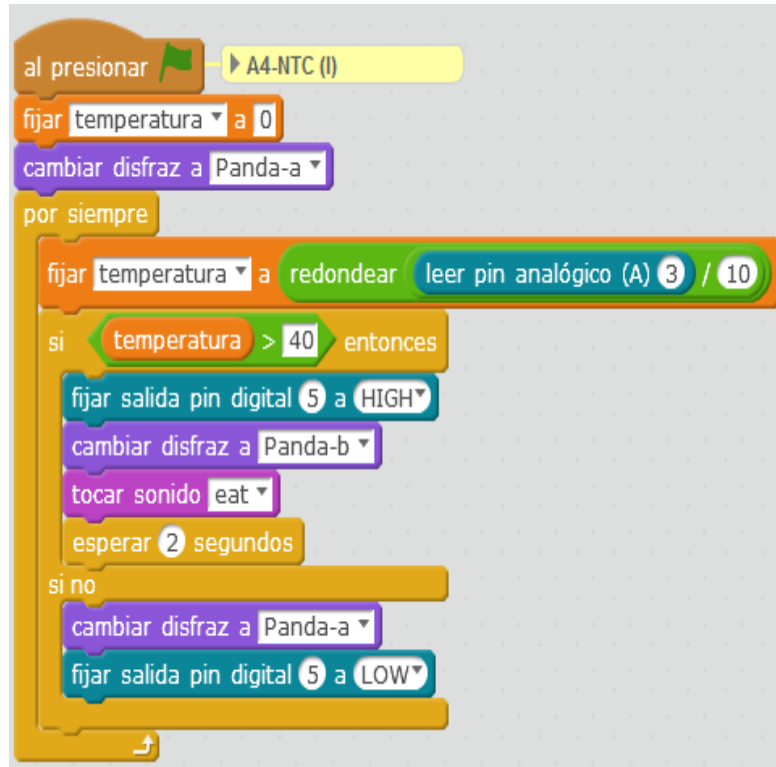 al presionar A4-NTC (I)
fijar temperatura a 0
cambiar disfraz a Panda-a
por siempre
fijar temperatura a redondear leer pin analógico (A) 3 / 10
si temperatura > 40 entonces
fijar salida pin digital 5 a HIGH
cambiar disfraz a Panda-b
tocar sonido eat
esperar 2 segundos
si no
cambiar disfraz a Panda-a
fijar salida pin digital 5 a LOW